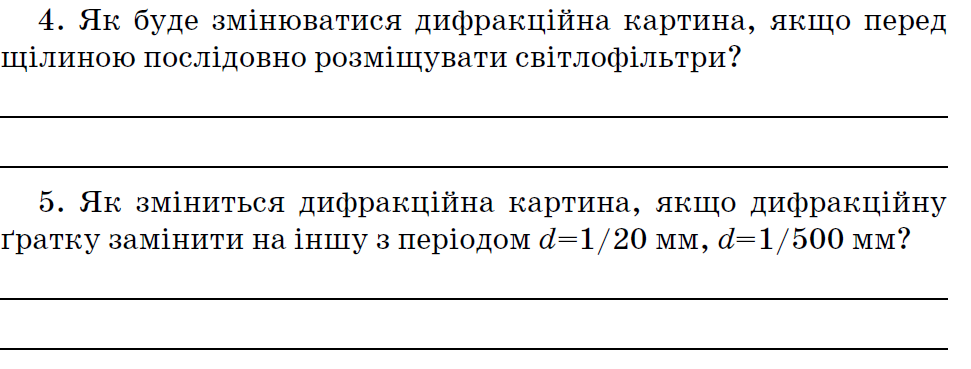 4. Як буде змінюватися дифракційна картина, якщо перед
щілиною послідовно розміщувати світлофільтри?
5. Як зміниться дифракційна картина, якщо дифракційну
ґратку замінити на іншу з періодом d=1/20 мм, d=1/500 мм?